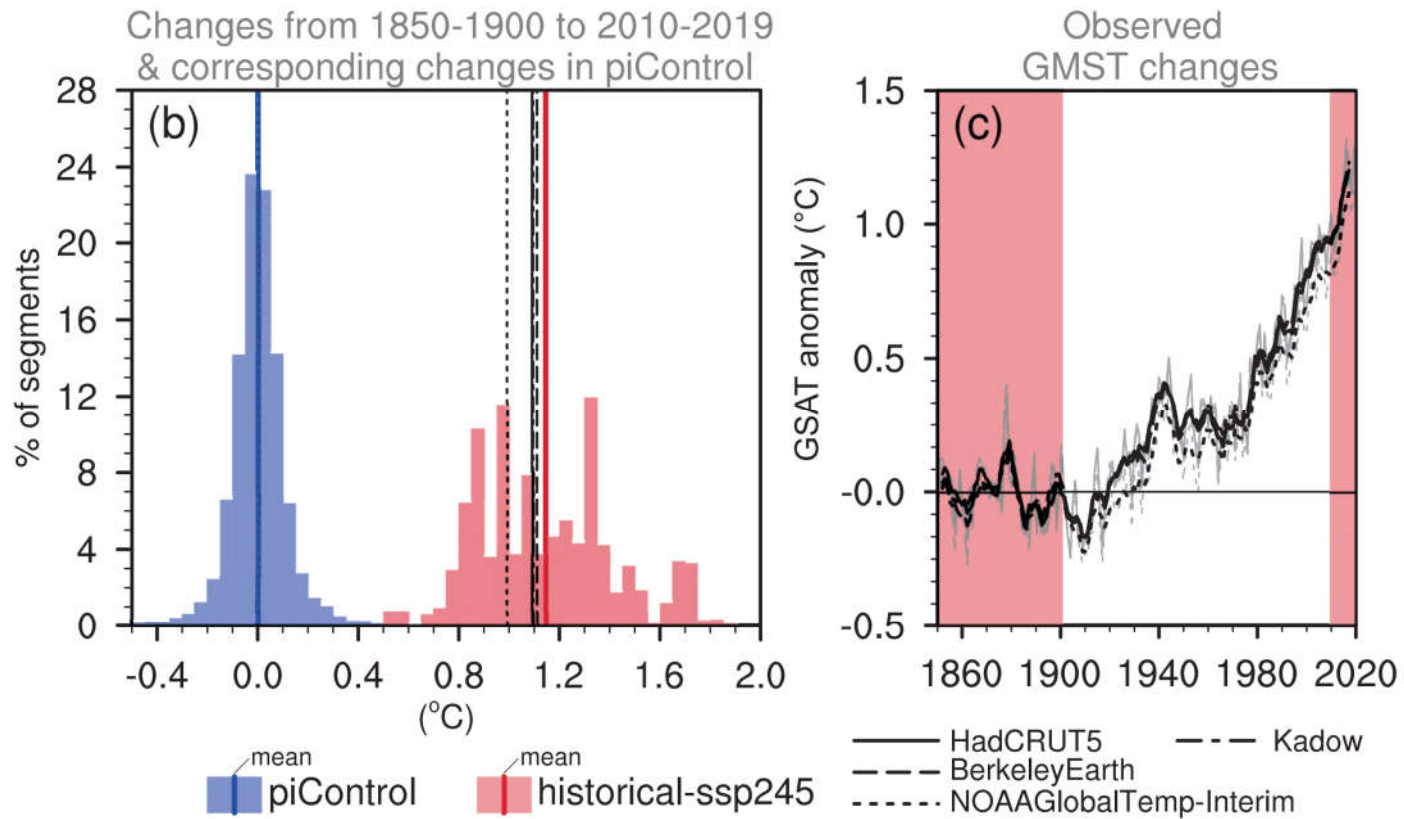 Changes from 1850-1900 to 2010-2019
& corresponding changes in piControl
Observed
GMST changes
(b)
% of segments
28
24
20
16
12
8
4
0
-0.4 0.0 0.4 0.8 1.2 1.6 2.0
(°C)
mean
piControl
mean
historical-ssp245
(c)
GSAT anomaly (°C)
1.5
1.0
0.5
-0.0
-0.5
1860 1900 1940 1980 2020
HadCRUT5
Kadow
BerkeleyEarth
NOAAGlobalTemp-Interim